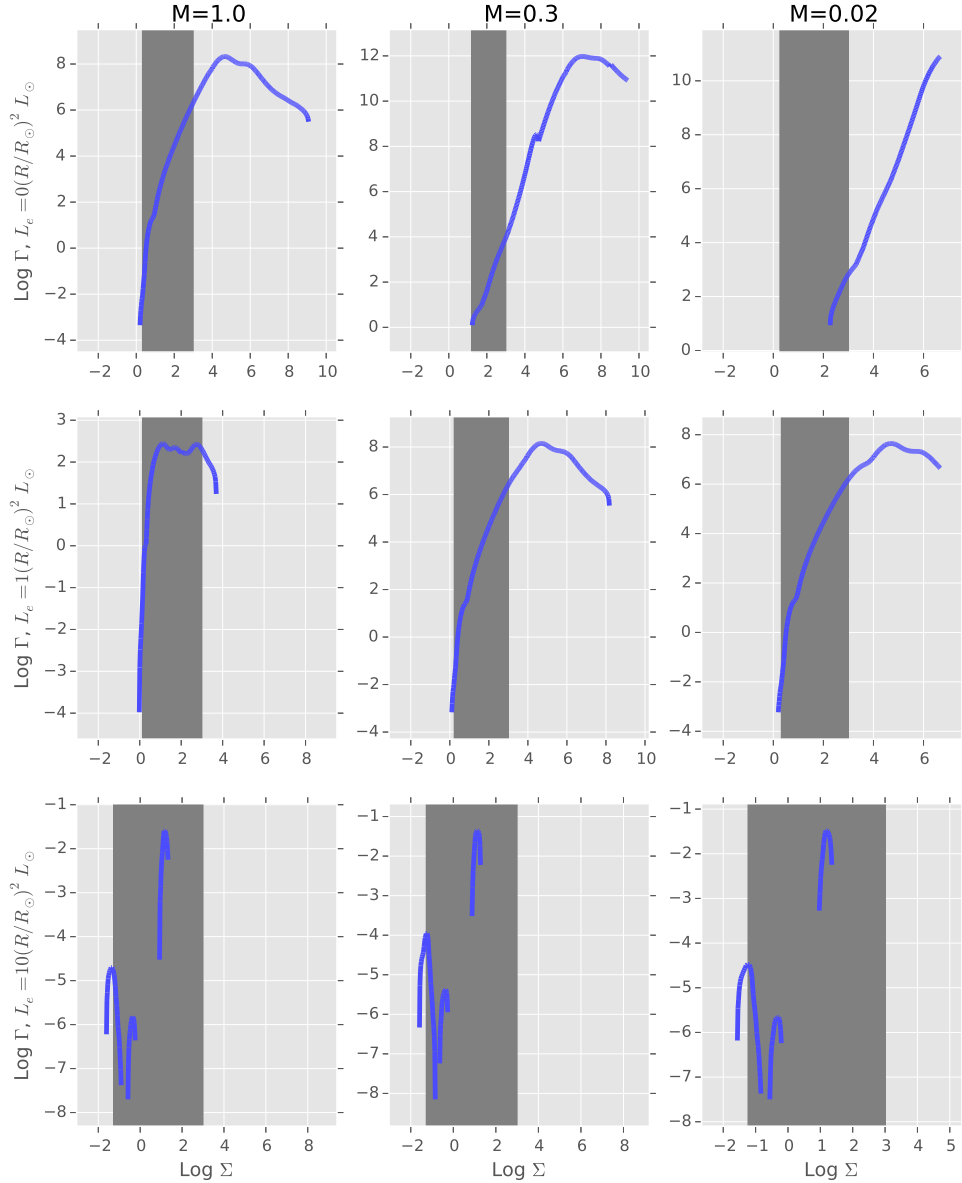 M=1.0 M=0.3 M=0.02
Log Γ, L_e =0(R/R_⊙)^2 L_⊙
8 6 4 2 0 −2 −4
−2 0 2 4 6 8 10
12 10 8 6 4 2 0
−2 0 2 4 6 8 10
10 8 6 4 2 0
−2 0 2 4 6
Log Γ, L_e =1(R/R_⊙)^2 L_⊙
3 2 1 0 −1 −2 −3 −4
−2 0 2 4 6 8
8 6 4 2 0 −2 −4
−2 0 2 4 6 8 10
8 6 4 2 0 −2 −4
−2 0 2 4 6
Log Γ, L_e =10(R/R_⊙)^2 L_⊙
−1 −2 −3 −4 −5 −6 −7 −8
−2 0 2 4 6 8
−1 −2 −3 −4 −5 −6 −7 −8
−2 0 2 4 6 8
−1 −2 −3 −4 −5 −6 −7 −8
−2 −1 0 1 2 3 4 5
Log Σ Log Σ Log Σ